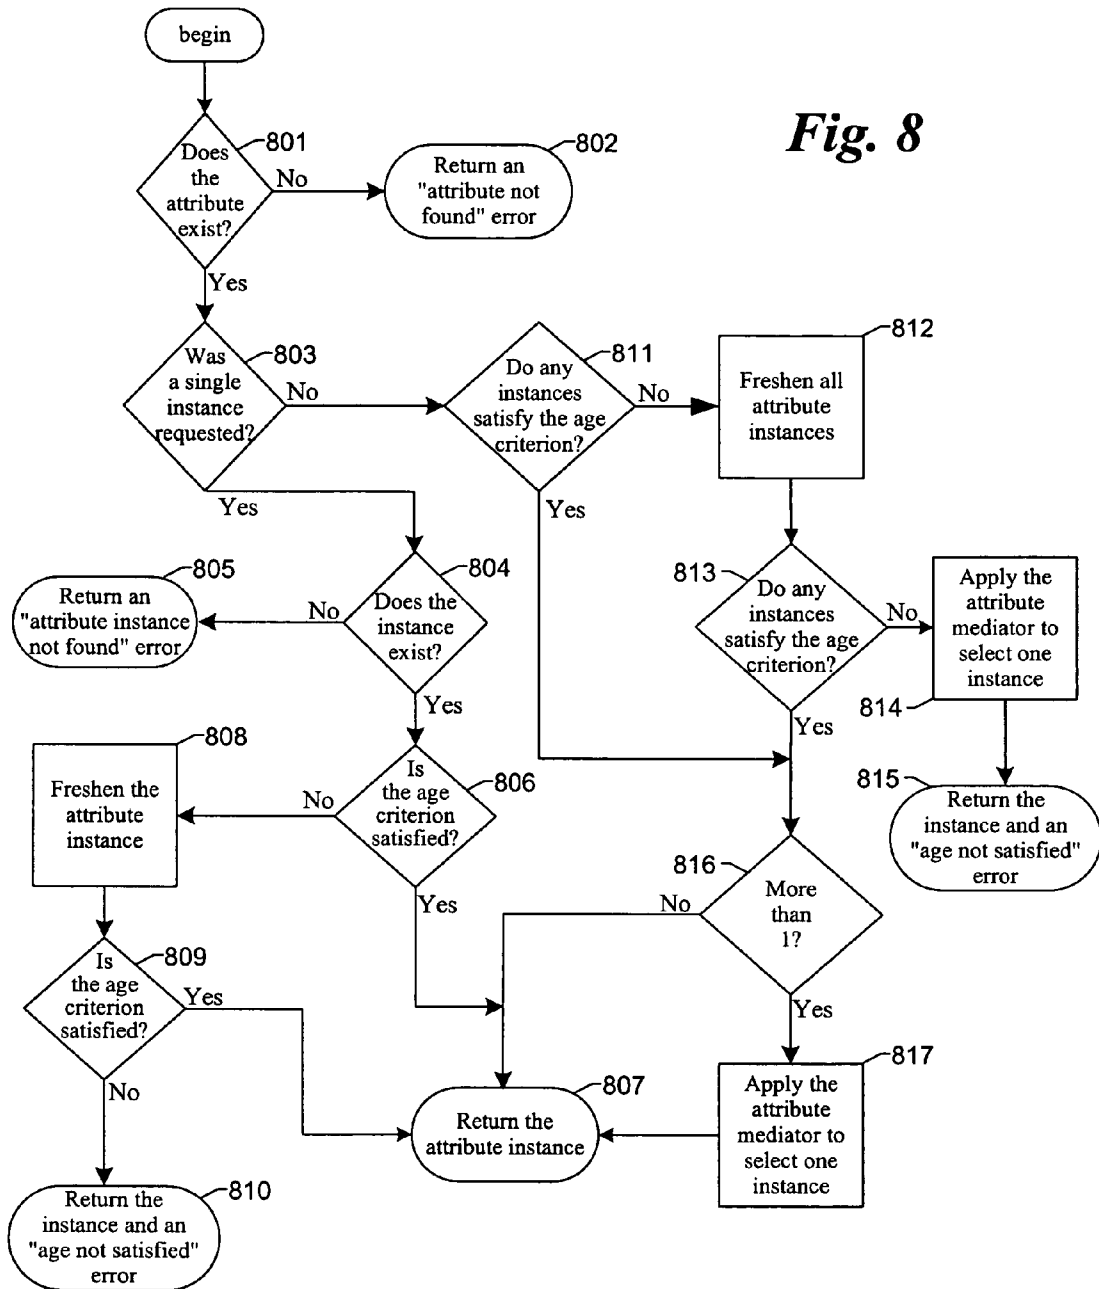 begin
Fig. 8
801
Does
the
attribute
exist?
No
802
Return an
"attribute not
found" error
Yes
803
Was
a single
instance
requested?
No
811
Do any
instances
satisfy the age
criterion?
No
812
Freshen all
attribute
instances
Yes
Yes
805
Return an
"attribute instance
not found" error
No
804
Does the
instance
exist?
Yes
813
Do any
instances
satisfy the age
criterion?
No
Apply the
attribute
mediator to
select one
instance
814
Yes
815
Return the
instance and an
"age not satisfied"
error
808
Freshen the
attribute
instance
No
806
Is
the age
criterion
satisfied?
Yes
816
More
than
1?
No
Yes
809
Is
the age
criterion
satisfied?
Yes
No
807
Return the
attribute instance
817
Apply the
attribute
mediator to
select one
instance
810
Return the
instance and an
"age not satisfied"
error